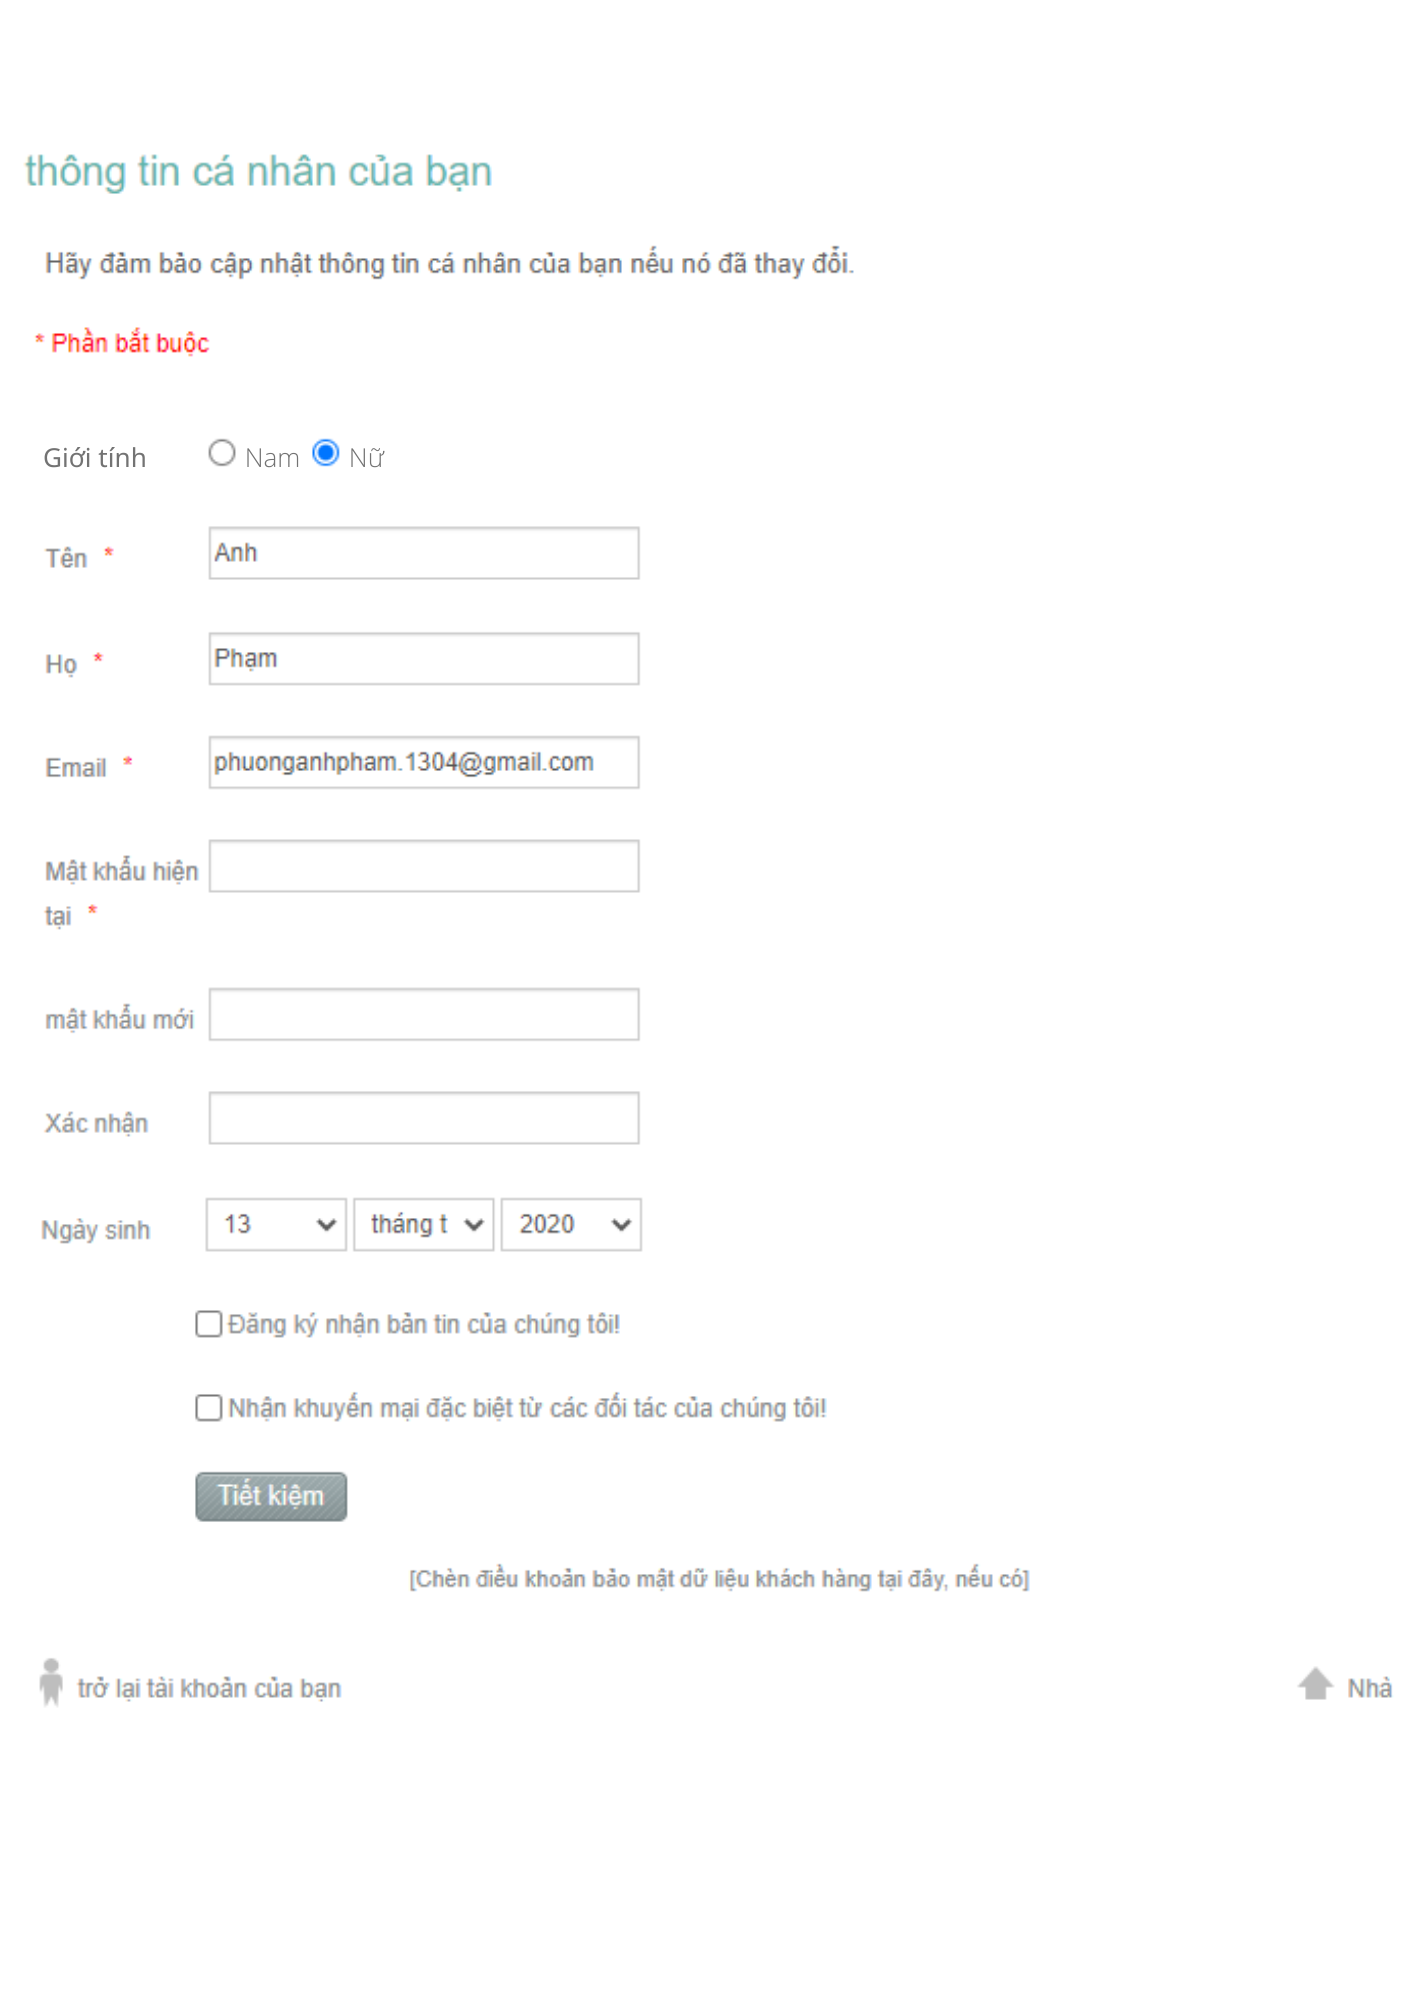 thông tin cá nhân của bạn
Hãy đảm bảo cập nhật thông tin cá nhân của bạn nếu nó đã thay đổi.
* Phần bắt buộc
Giới tính Nam Nữ
Tên * Anh
Họ * Phạm
Email * phuonganhpham.1304@gmail.com
Mật khẩu hiện
tại *
mật khẩu mới
Xác nhận
Ngày sinh 13 tháng t 2020
Đăng ký nhận bản tin của chúng tôi!
Nhận khuyến mại đặc biệt từ các đối tác của chúng tôi!
Tiết kiệm
[Chèn điều khoản bảo mật dữ liệu khách hàng tại đây, nếu có]
trở lại tài khoản của bạn Nhà